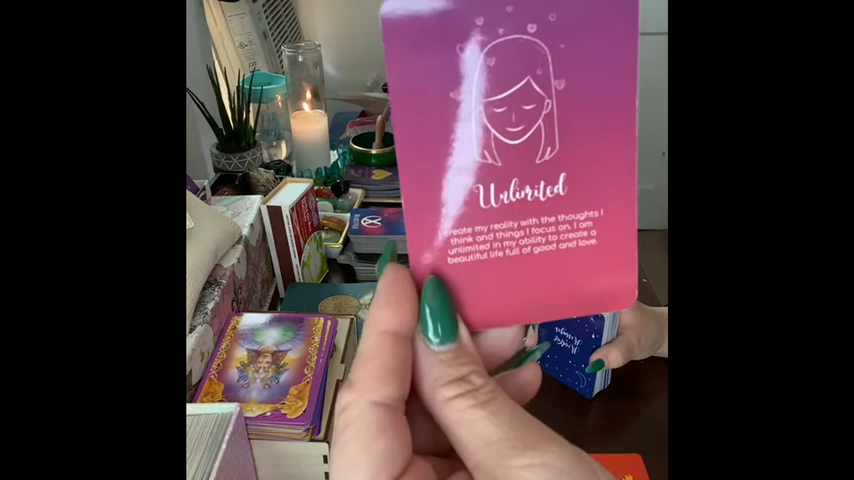 Unlimited
I create my reality with the thoughts I
think and things I focus on. I am
unlimited in my ability to create a
beautiful life full of good and love.